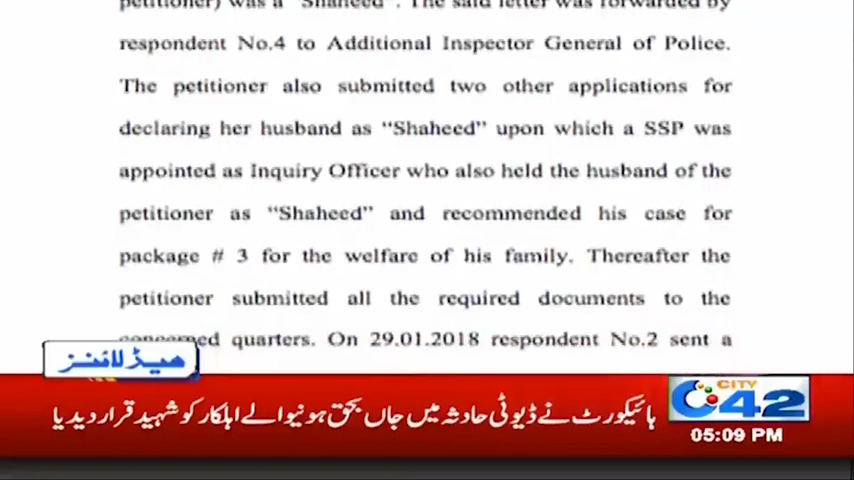 petitioner) was a "Shaheed". The said letter was forwarded by
respondent No.4 to Additional Inspector General of Police.
The petitioner also submitted two other applications for
declaring her husband as "Shaheed" upon which a SSP was
appointed as Inquiry Officer who also held the husband of the
petitioner as "Shaheed" and recommended his case for
package # 3 for the welfare of his family. Thereafter the
petitioner submitted all the required documents to the
concerned quarters. On 29.01.2018 respondent No.2 sent a
ہیڈلائنز
ہائیکورٹ نے ڈیوٹی حادثہ میں جاں بحق ہونیوالے اہلکار کو شہید قرار دیدیا
CITY
42
05:09 PM